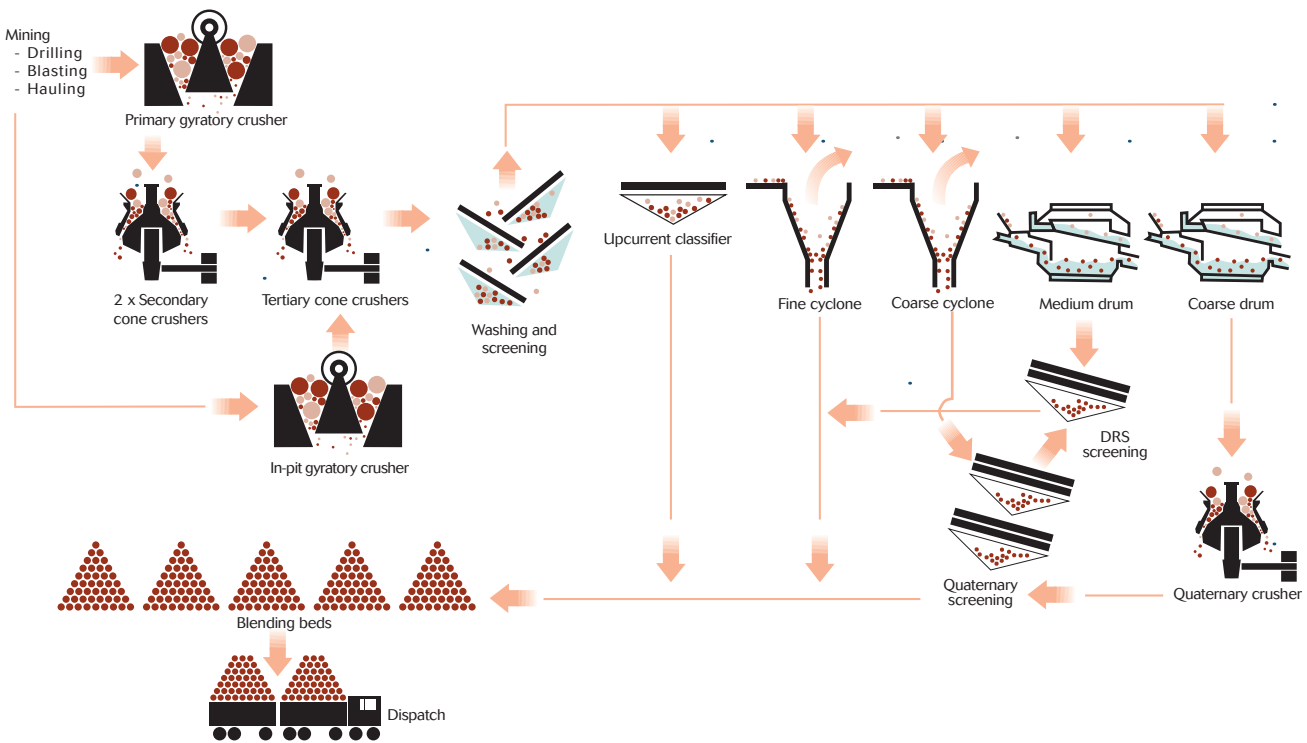 Mining
- Drilling
- Blasting
- Hauling
Primary gyratory crusher
2 x Secondary
cone crushers
Tertiary cone crushers
In-pit gyratory crusher
Washing and
screening
Upcurrent classifier
Fine cyclone
Coarse cyclone
Medium drum
Coarse drum
DRS
screening
Quaternary
screening
Quaternary crusher
Blending beds
Dispatch